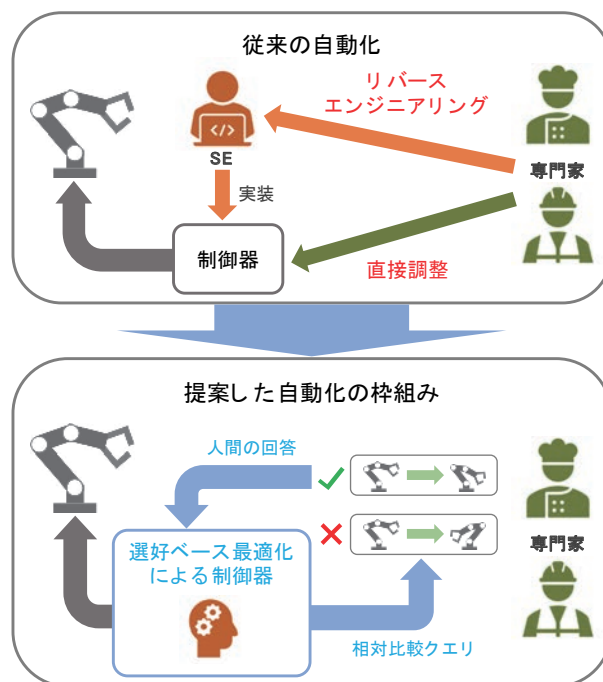 従来の自動化
リバース
エンジニアリング
</>
SE
専門家
実装
制御器
直接調整
提案した自動化の枠組み
人間の回答
選好ベース最適化
による制御器
専門家
相対比較クエリ